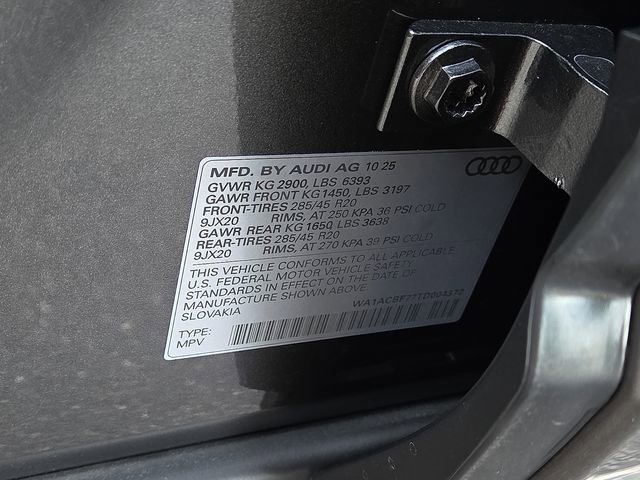 MFD. BY AUDI AG 10 25
GVWR KG 2900, LBS 6393
GAWR FRONT KG1450, LBS 3197
FRONT-TIRES 285/45 R20
9JX20 RIMS, AT 250 KPA 36 PSI COLD
GAWR REAR KG 1650, LBS 3638
REAR-TIRES 285/45 R20
9JX20 RIMS, AT 270 KPA 39 PSI COLD
THIS VEHICLE CONFORMS TO ALL APPLICABLE
U.S. FEDERAL MOTOR VEHICLE SAFETY
STANDARDS IN EFFECT ON THE DATE OF
MANUFACTURE SHOWN ABOVE
SLOVAKIA
TYPE:
MPV